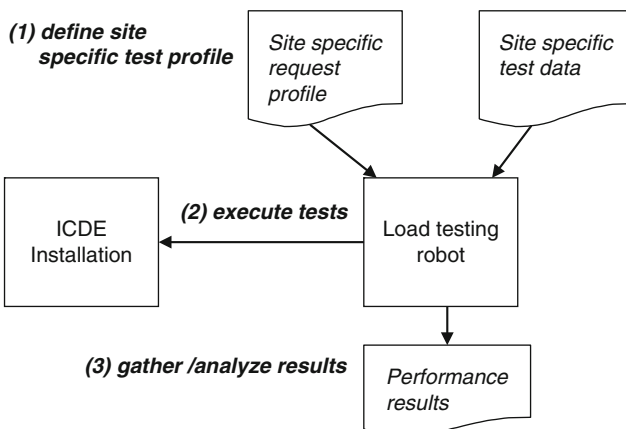 (1) define site
specific test profile
Site specific
request
profile
Site specific
test data
ICDE
Installation
(2) execute tests
Load testing
robot
(3) gather /analyze results
Performance
results